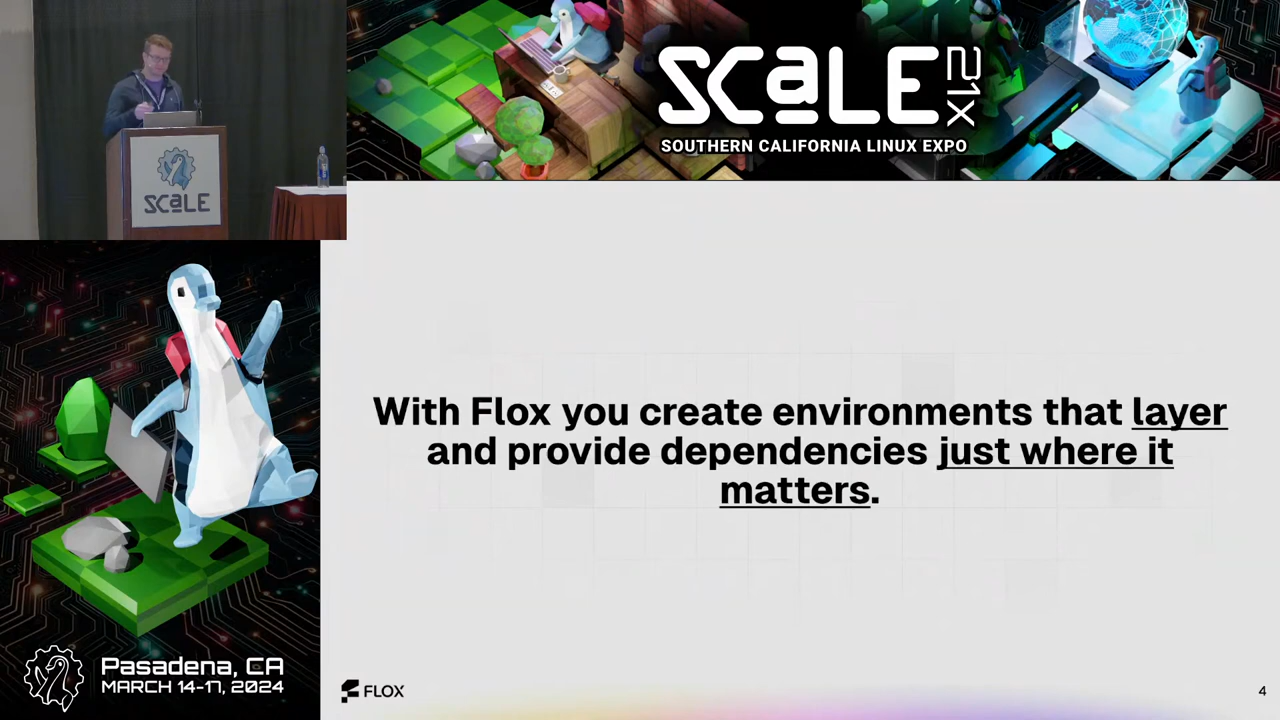 SCaLE 21x
SOUTHERN CALIFORNIA LINUX EXPO
SCaLE
With Flox you create environments that layer
and provide dependencies just where it
matters.
Pasadena, CA
MARCH 14-17, 2024
FLOX
4